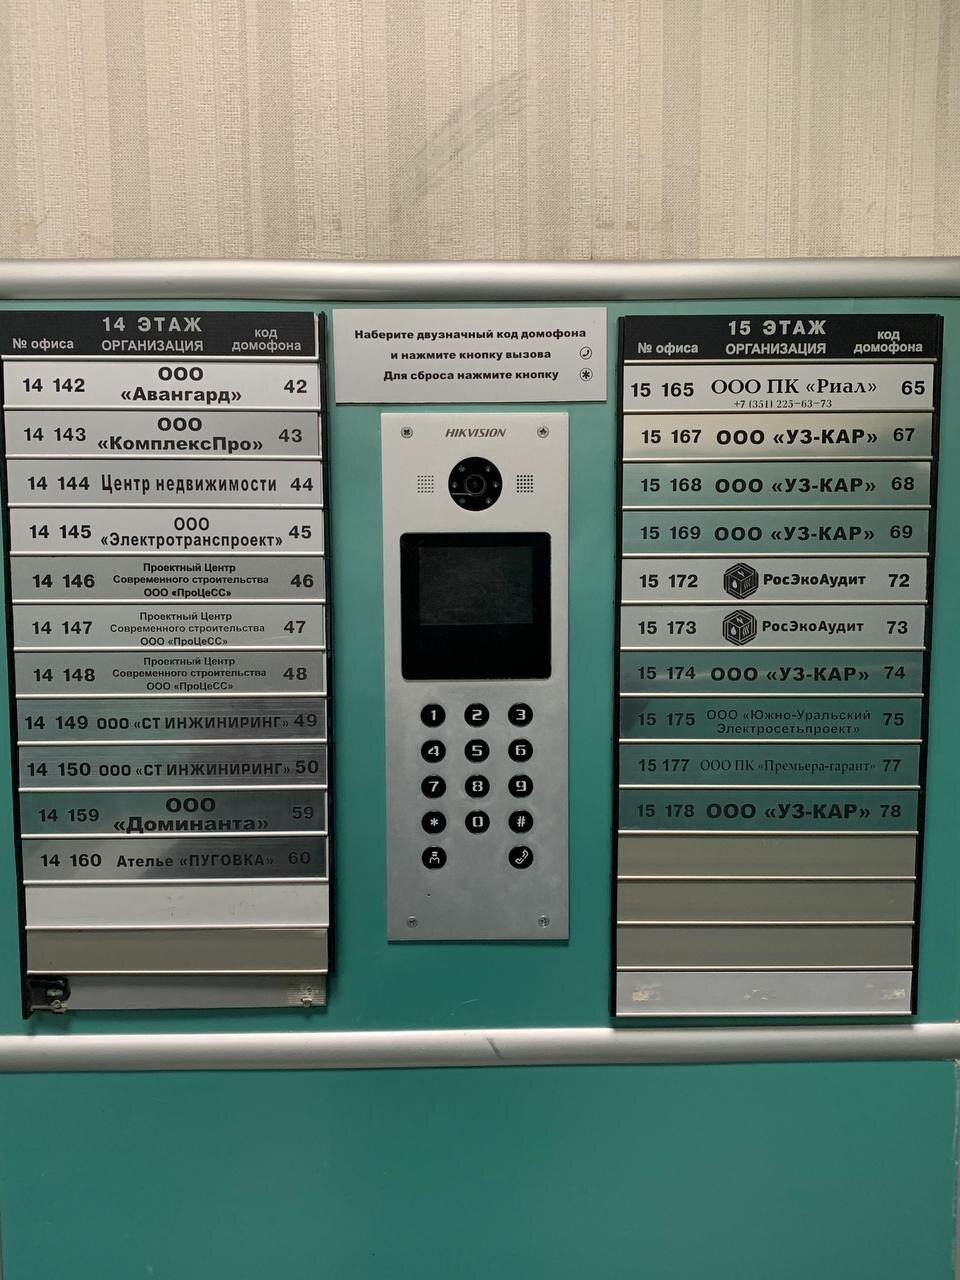 14 ЭТАЖ
№ офиса ОРГАНИЗАЦИЯ код домофона
14 142 ООО «Авангард» 42
14 143 ООО «КомплексПро» 43
14 144 Центр недвижимости 44
14 145 ООО «Электротранспроект» 45
14 146 Проектный Центр Современного строительства ООО «ПроЦеСС» 46
14 147 Проектный Центр Современного строительства ООО «ПроЦеСС» 47
14 148 Проектный Центр Современного строительства ООО «ПроЦеСС» 48
14 149 ООО «СТ ИНЖИНИРИНГ» 49
14 150 ООО «СТ ИНЖИНИРИНГ» 50
14 159 ООО «Доминанта» 59
14 160 Ателье «ПУГОВКА» 60
Наберите двузначный код домофона
и нажмите кнопку вызова
Для сброса нажмите кнопку *
HIKVISION
1 2 3
4 5 6
7 8 9
* 0 #
15 ЭТАЖ
№ офиса ОРГАНИЗАЦИЯ код домофона
15 165 ООО ПК «Риал» 65
+7 (351) 225-63-73
15 167 ООО «УЗ-КАР» 67
15 168 ООО «УЗ-КАР» 68
15 169 ООО «УЗ-КАР» 69
15 172 РосЭкоАудит 72
15 173 РосЭкоАудит 73
15 174 ООО «УЗ-КАР» 74
15 175 ООО «Южно-Уральский Электросетьпроект» 75
15 177 ООО ПК «Премьера-гарант» 77
15 178 ООО «УЗ-КАР» 78